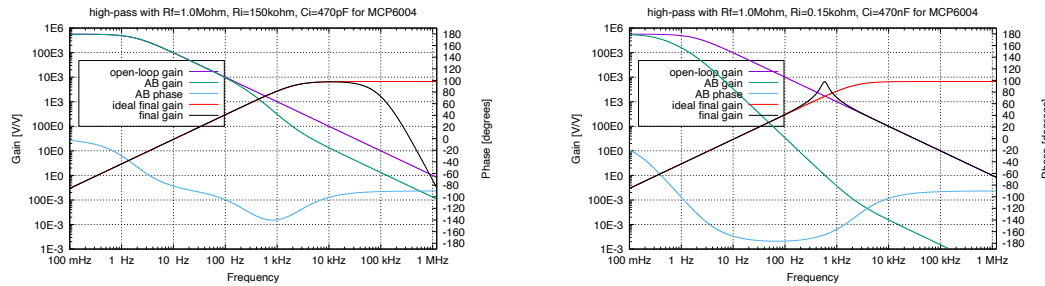 high-pass with Rf=1.0Mohm, Ri=150kohm, Ci=470pF for MCP6004
1E6
100E3
10E3
1E3
100E0
10E0
1E0
100E-3
10E-3
1E-3
Gain [V/V]
180
160
140
120
100
80
60
40
20
0
-20
-40
-60
-80
-100
-120
-140
-160
-180
Phase [degrees]
open-loop gain
AB gain
AB phase
ideal final gain
final gain
100 mHz 1 Hz 10 Hz 100 Hz 1 kHz 10 kHz 100 kHz 1 MHz
Frequency
high-pass with Rf=1.0Mohm, Ri=0.15kohm, Ci=470nF for MCP6004
1E6
100E3
10E3
1E3
100E0
10E0
1E0
100E-3
10E-3
1E-3
Gain [V/V]
180
160
140
120
100
80
60
40
20
0
-20
-40
-60
-80
-100
-120
-140
-160
-180
Phase [degrees]
open-loop gain
AB gain
AB phase
ideal final gain
final gain
100 mHz 1 Hz 10 Hz 100 Hz 1 kHz 10 kHz 100 kHz 1 MHz
Frequency